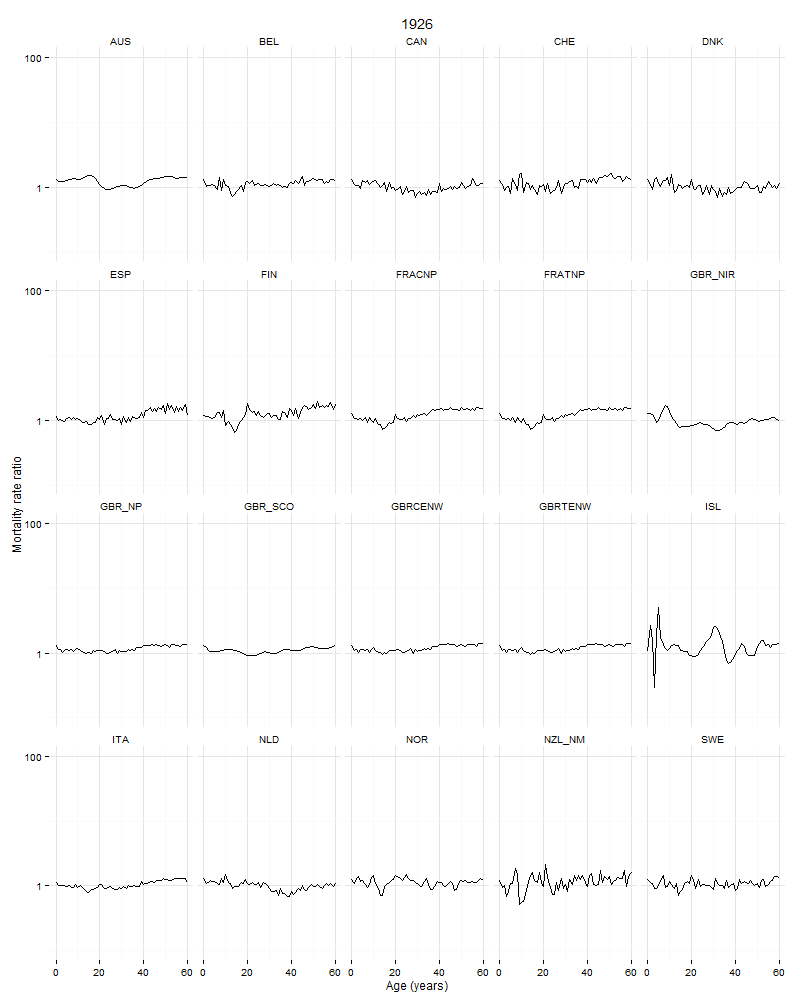 1926
AUS BEL CAN CHE DNK
100
1
ESP FIN FRACNP FRATNP GBR_NIR
100
1
GBR_NP GBR_SCO GBRCENW GBRTENW ISL
100
1
ITA NLD NOR NZL_NM SWE
100
1
0 20 40 60 0 20 40 60 0 20 40 60 0 20 40 60 0 20 40 60
Age (years)
Mortality rate ratio